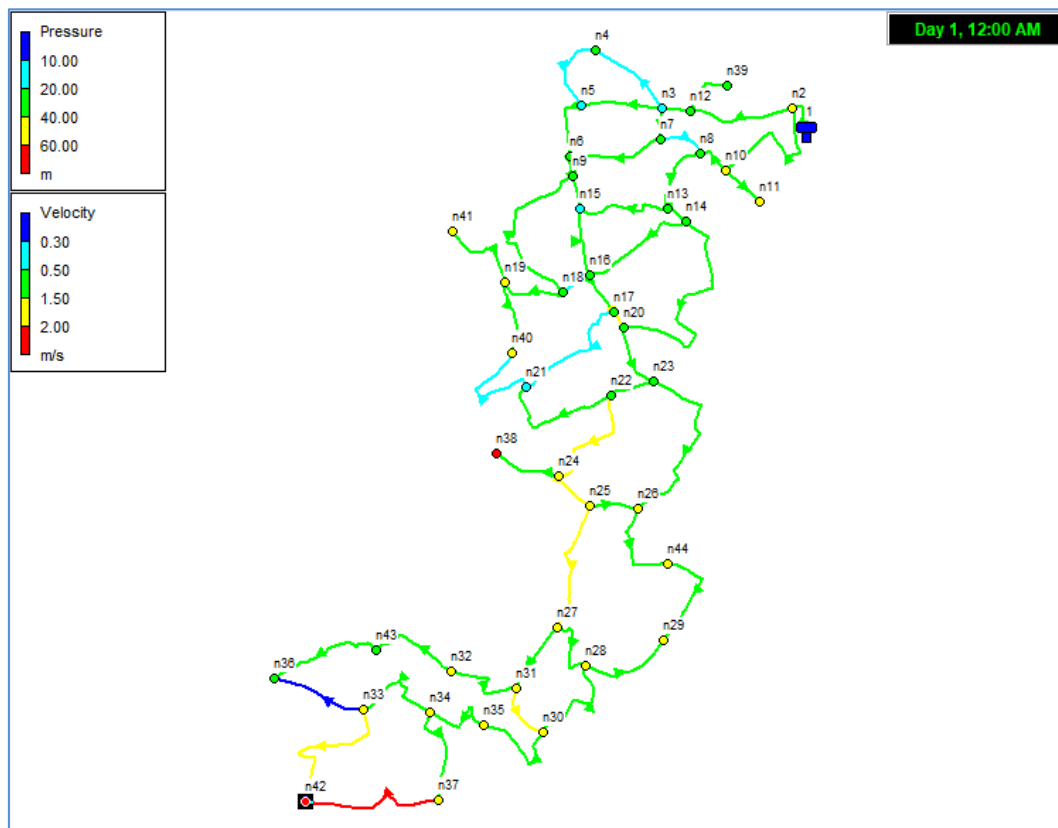 Pressure
10.00
20.00
40.00
60.00
m
Velocity
0.30
0.50
1.50
2.00
m/s
Day 1, 12:00 AM
n4
n39
n5
n3
n12
n2
1
n7
n8
n6
n9
n10
n11
n15
n13
n14
n41
n19
n18
n16
n17
n20
n40
n21
n22
n23
n38
n24
n25
n26
n44
n27
n28
n29
n43
n36
n32
n31
n33
n34
n35
n30
n42
n37